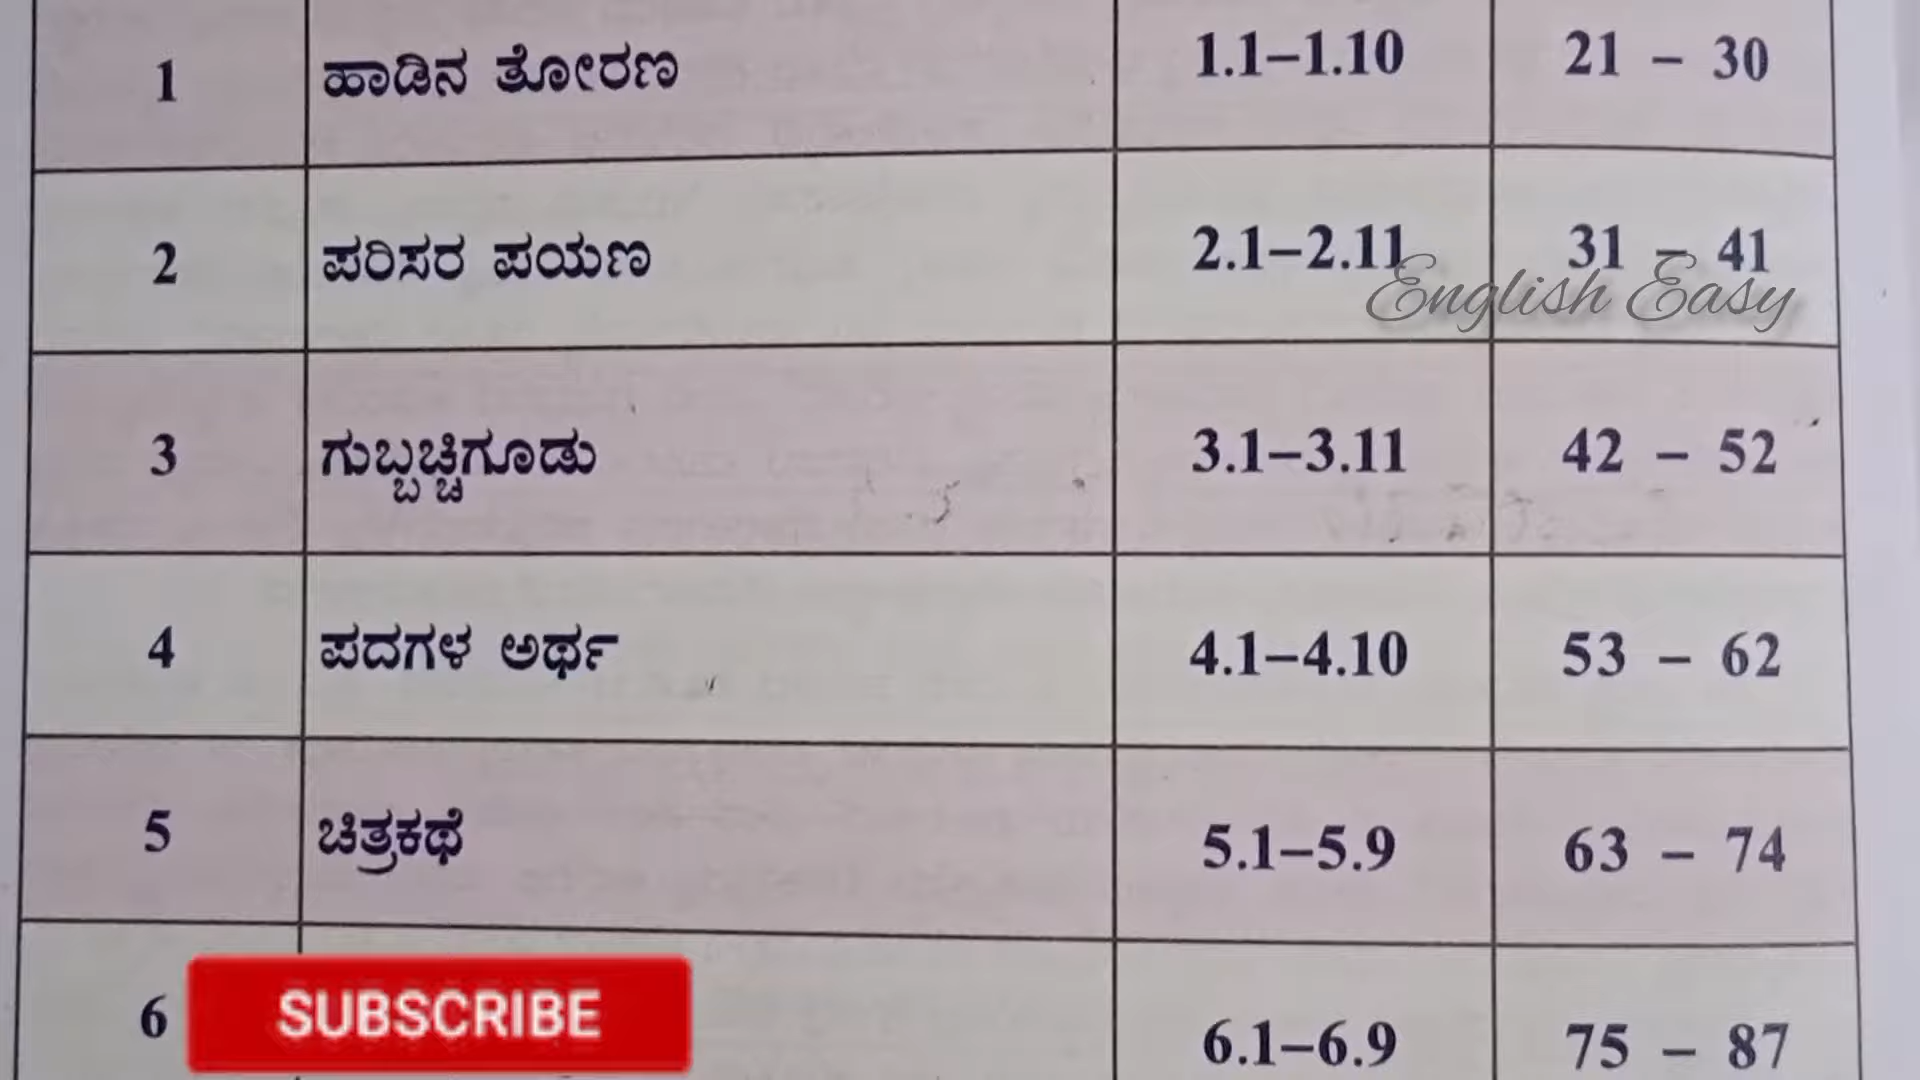 1 ಹಾಡಿನ ತೋರಣ 1.1–1.10 21 – 30
2 ಪರಿಸರ ಪಯಣ 2.1–2.11 31 – 41
English Easy
3 ಗುಬ್ಬಚ್ಚಿಗೂಡು 3.1–3.11 42 – 52
4 ಪದಗಳ ಅರ್ಥ 4.1–4.10 53 – 62
5 ಚಿತ್ರಕಥೆ 5.1–5.9 63 – 74
6 6.1–6.9 75 – 87
SUBSCRIBE